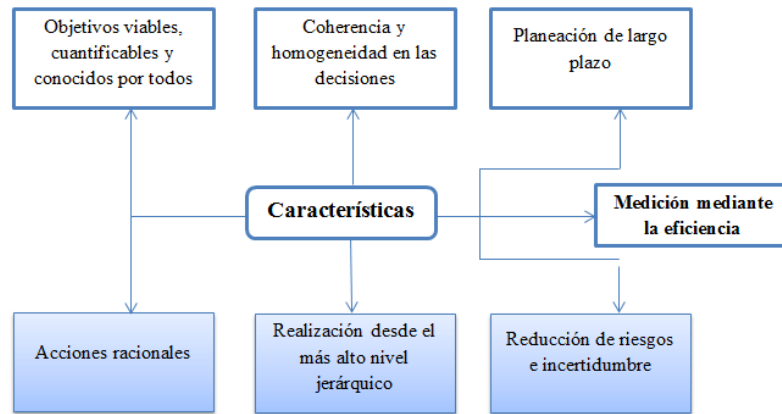 Objetivos viables,
cuantificables y
conocidos por todos
Coherencia y
homogeneidad en las
decisiones
Planeación de largo
plazo
Características
Medición mediante
la eficiencia
Acciones racionales
Realización desde el
más alto nivel
jerárquico
Reducción de riesgos
e incertidumbre